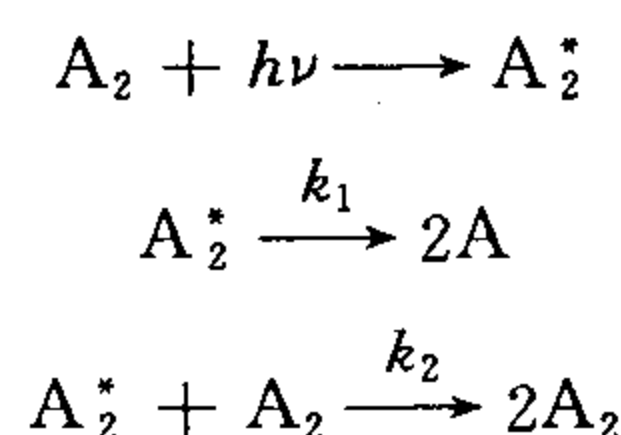 A₂ + hν ⟶ A₂*
A₂* —k₁→ 2A
A₂* + A₂ —k₂→ 2A₂